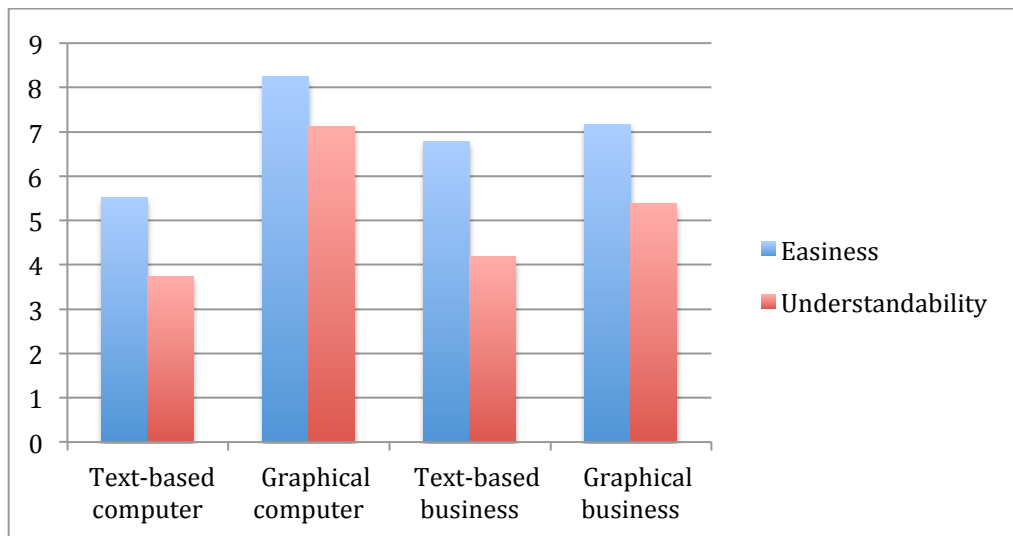 9
8
7
6
5
4
3
2
1
0
Text-based computer
Graphical computer
Text-based business
Graphical business
Easiness
Understandability